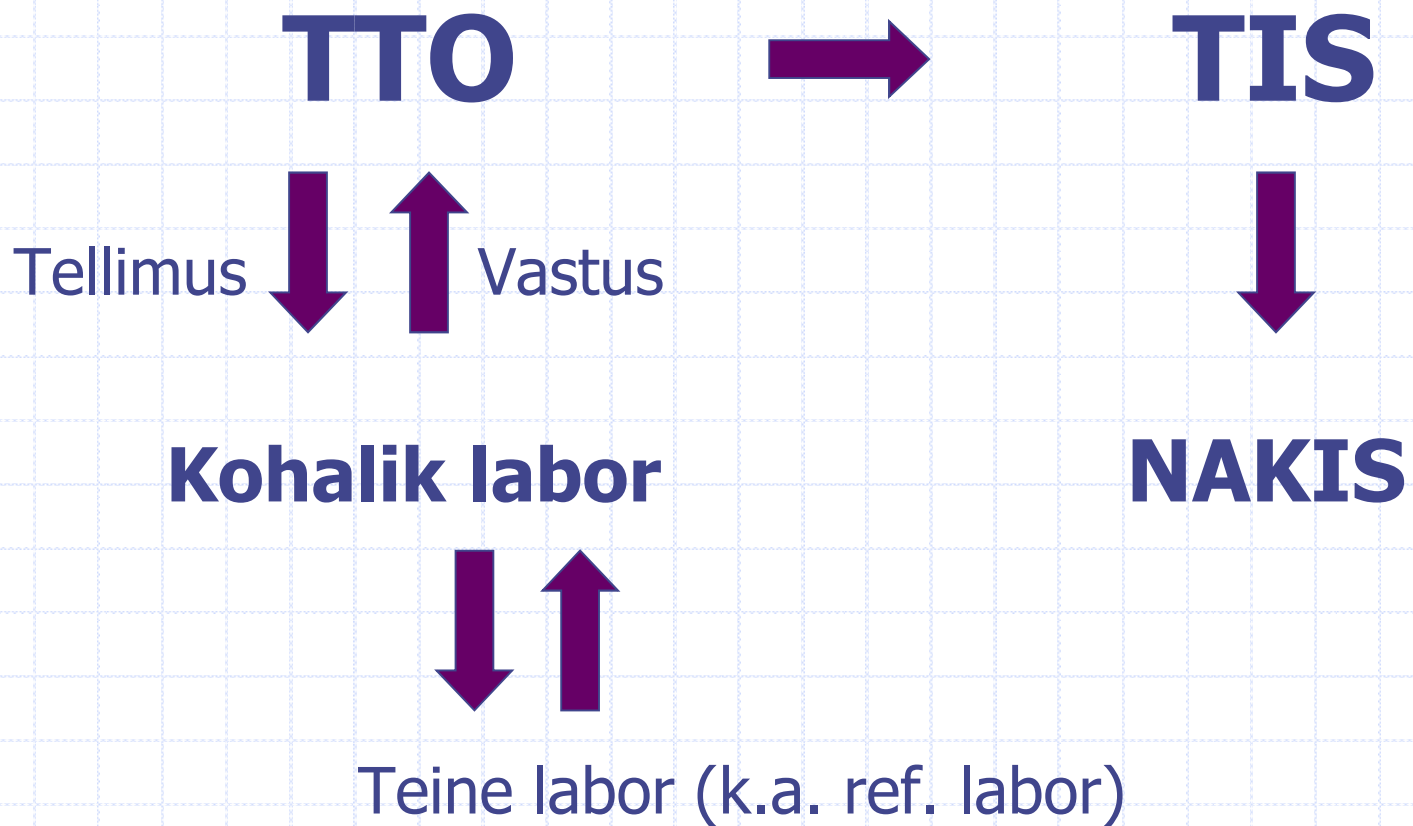 TTO
TIS
Tellimus
Vastus
Kohalik labor
NAKIS
Teine labor (k.a. ref. labor)